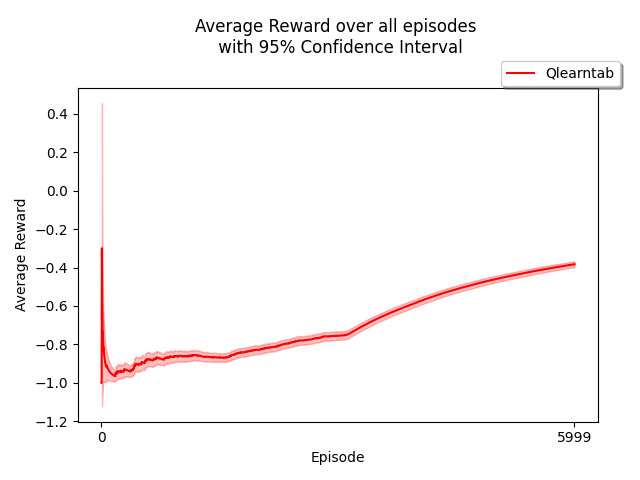 Average Reward over all episodes
with 95% Confidence Interval
Qlearntab
0.4
0.2
0.0
−0.2
−0.4
−0.6
−0.8
−1.0
−1.2
Average Reward
0
5999
Episode